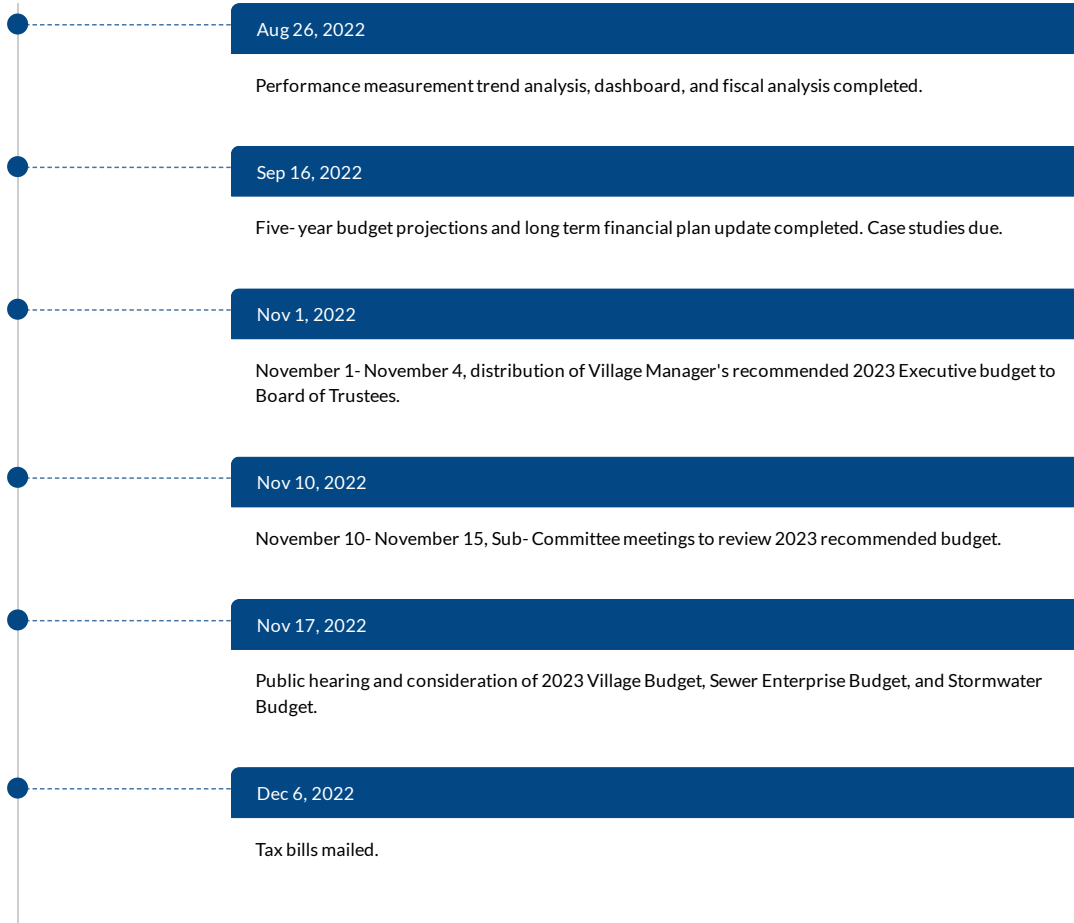 Aug 26, 2022
Performance measurement trend analysis, dashboard, and fiscal analysis completed.
Sep 16, 2022
Five- year budget projections and long term financial plan update completed. Case studies due.
Nov 1, 2022
November 1- November 4, distribution of Village Manager's recommended 2023 Executive budget to
Board of Trustees.
Nov 10, 2022
November 10- November 15, Sub- Committee meetings to review 2023 recommended budget.
Nov 17, 2022
Public hearing and consideration of 2023 Village Budget, Sewer Enterprise Budget, and Stormwater
Budget.
Dec 6, 2022
Tax bills mailed.